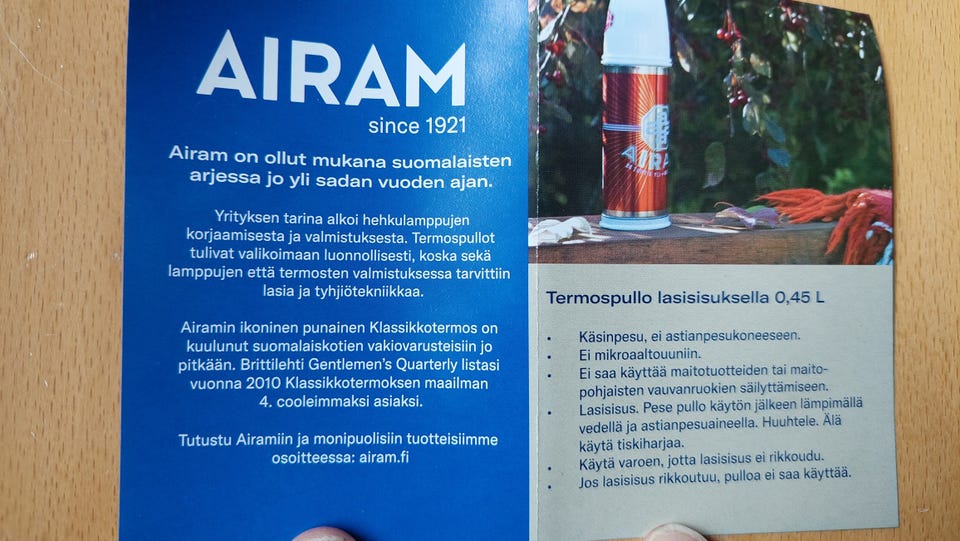 AIRAM
since 1921
Airam on ollut mukana suomalaisten
arjessa jo yli sadan vuoden ajan.
Yrityksen tarina alkoi hehkulamppujen
korjaamisesta ja valmistuksesta. Termospullot
tulivat valikoimaan luonnollisesti, koska sekä
lamppujen että termosten valmistuksessa tarvittiin
lasia ja tyhjiötekniikkaa.
Airamin ikoninen punainen Klassikkotermos on
kuulunut suomalaiskotien vakiovarusteisiin jo
pitkään. Brittilehti Gentlemen's Quarterly listasi
vuonna 2010 Klassikkotermoksen maailman
4. cooleimmaksi asiaksi.
Tutustu Airamiin ja monipuolisiin tuotteisiimme
osoitteessa: airam.fi
AIRA
Termospullo lasisisuksella 0,45 L
• Käsinpesu, ei astianpesukoneeseen.
• Ei mikroaaltouuniin.
• Ei saa käyttää maitotuotteiden tai maito-
pohjaisten vauvanruokien säilyttämiseen.
• Lasisisus. Pese pullo käytön jälkeen lämpimällä
vedellä ja astianpesuaineella. Huuhtele. Älä
käytä tiskiharjaa.
• Käytä varoen, jotta lasisisus ei rikkoudu.
• Jos lasisisus rikkoutuu, pulloa ei saa käyttää.